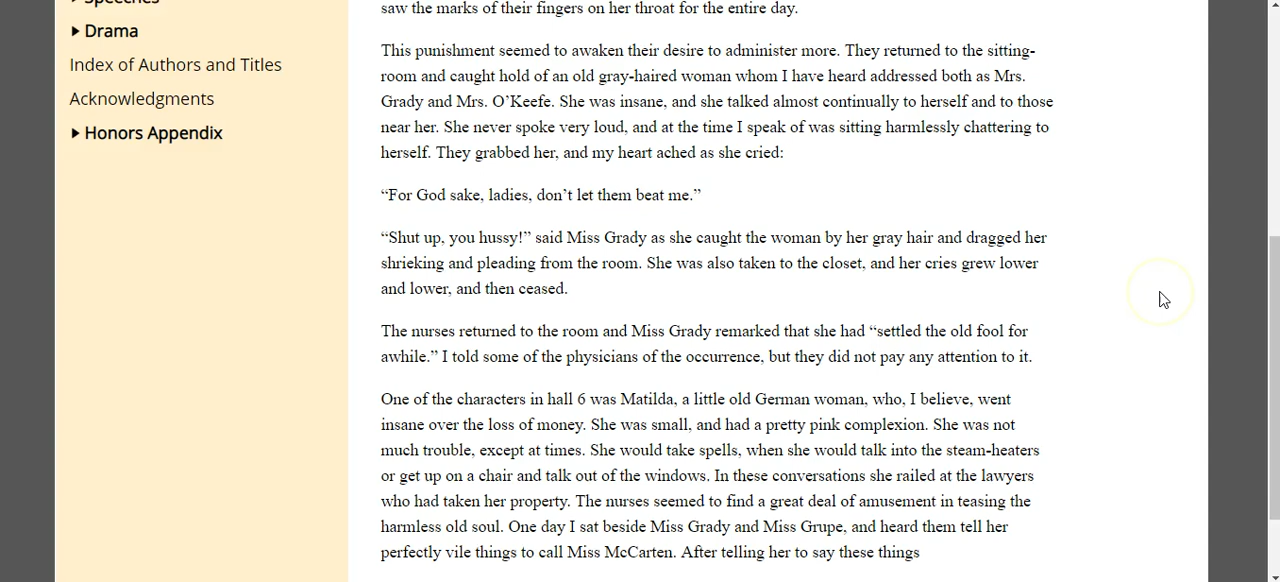 Speeches
Drama
Index of Authors and Titles
Acknowledgments
Honors Appendix
saw the marks of their fingers on her throat for the entire day.
This punishment seemed to awaken their desire to administer more. They returned to the sitting-
room and caught hold of an old gray-haired woman whom I have heard addressed both as Mrs.
Grady and Mrs. O’Keefe. She was insane, and she talked almost continually to herself and to those
near her. She never spoke very loud, and at the time I speak of was sitting harmlessly chattering to
herself. They grabbed her, and my heart ached as she cried:
“For God sake, ladies, don’t let them beat me.”
“Shut up, you hussy!” said Miss Grady as she caught the woman by her gray hair and dragged her
shrieking and pleading from the room. She was also taken to the closet, and her cries grew lower
and lower, and then ceased.
The nurses returned to the room and Miss Grady remarked that she had “settled the old fool for
awhile.” I told some of the physicians of the occurrence, but they did not pay any attention to it.
One of the characters in hall 6 was Matilda, a little old German woman, who, I believe, went
insane over the loss of money. She was small, and had a pretty pink complexion. She was not
much trouble, except at times. She would take spells, when she would talk into the steam-heaters
or get up on a chair and talk out of the windows. In these conversations she railed at the lawyers
who had taken her property. The nurses seemed to find a great deal of amusement in teasing the
harmless old soul. One day I sat beside Miss Grady and Miss Grupe, and heard them tell her
perfectly vile things to call Miss McCarten. After telling her to say these things